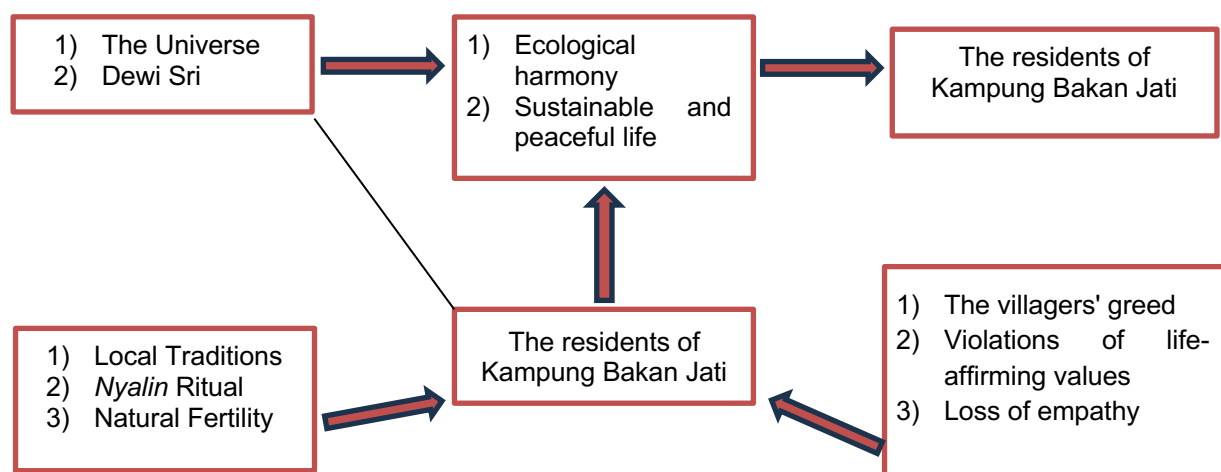 1) The Universe
2) Dewi Sri
1) Ecological
harmony
2) Sustainable and
peaceful life
The residents of
Kampung Bakan Jati
1) Local Traditions
2) Nyalin Ritual
3) Natural Fertility
The residents of
Kampung Bakan Jati
1) The villagers' greed
2) Violations of life-
affirming values
3) Loss of empathy